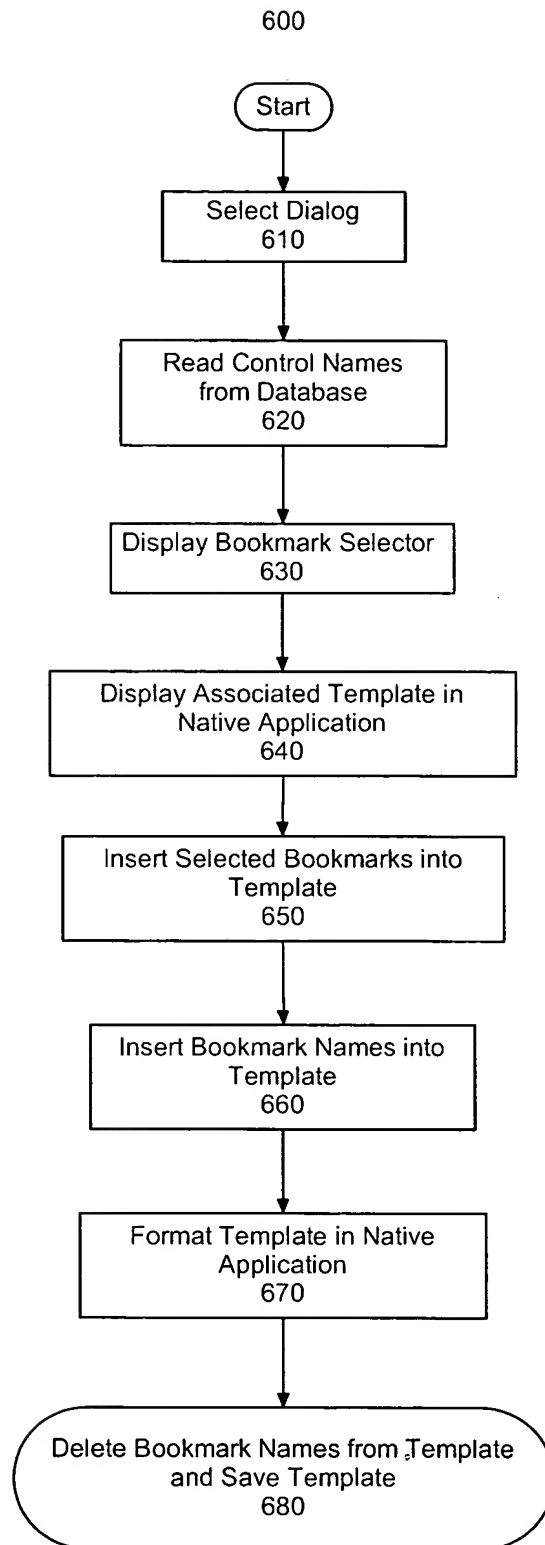 600
Start
Select Dialog
610
Read Control Names
from Database
620
Display Bookmark Selector
630
Display Associated Template in
Native Application
640
Insert Selected Bookmarks into
Template
650
Insert Bookmark Names into
Template
660
Format Template in Native
Application
670
Delete Bookmark Names from Template
and Save Template
680